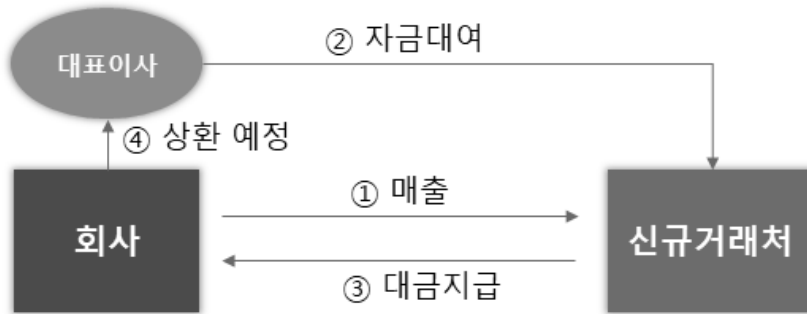 ② 자금대여
대표이사
④ 상환 예정
① 매출
회사
신규거래처
③ 대금지급